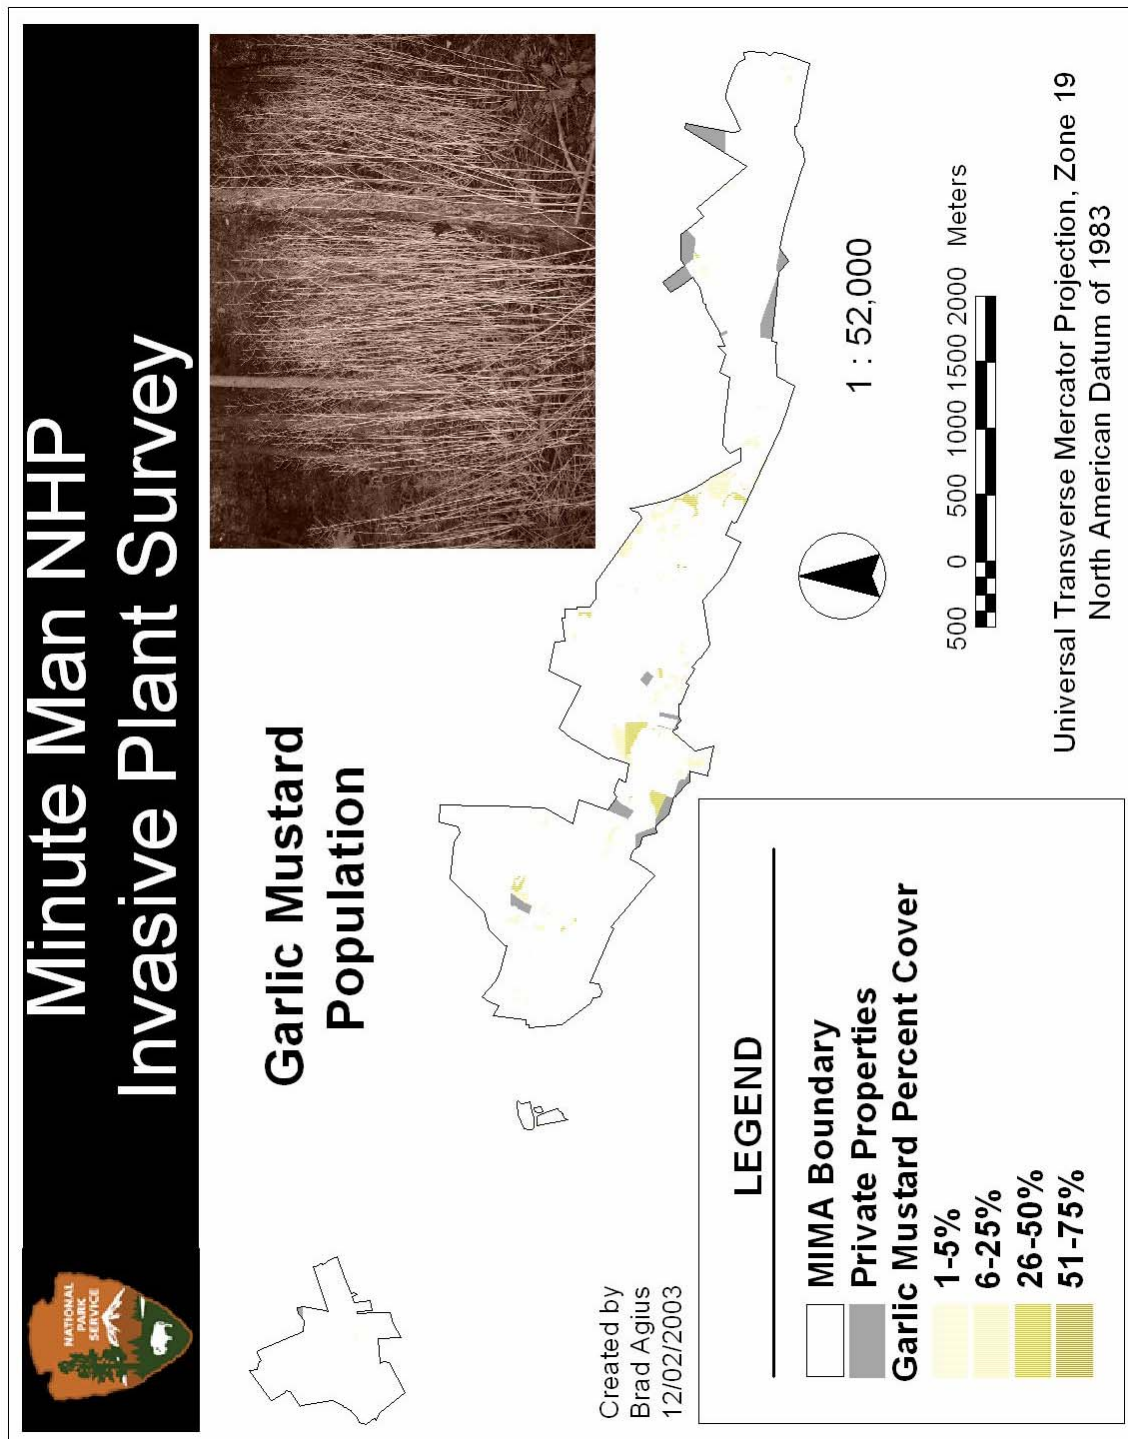 Minute Man NHP
Invasive Plant Survey
NATIONAL
PARK
SERVICE
Garlic Mustard
Population
Created by
Brad Agius
12/02/2003
1 : 52,000
500 0 500 1000 1500 2000 Meters
Universal Transverse Mercator Projection, Zone 19
North American Datum of 1983
LEGEND
MIMA Boundary
Private Properties
Garlic Mustard Percent Cover
1-5%
6-25%
26-50%
51-75%